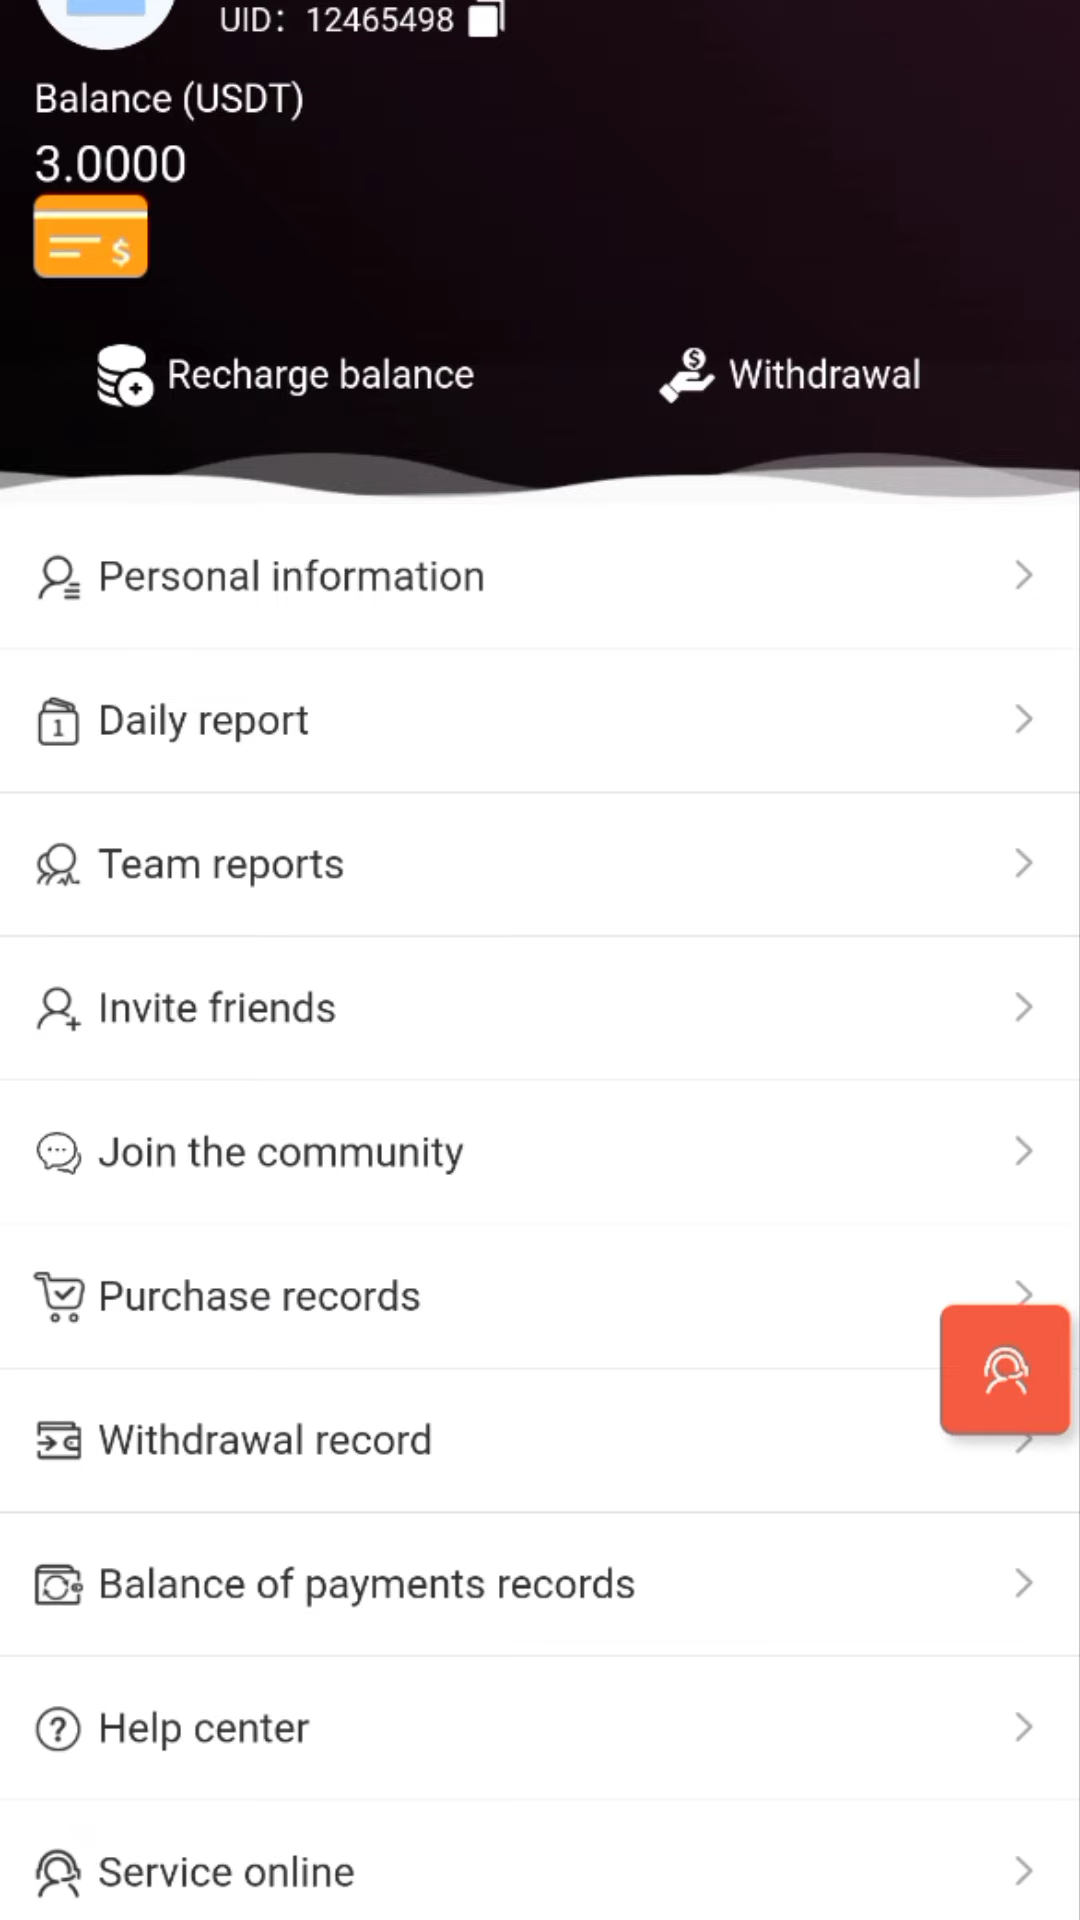 UID: 12465498
Balance (USDT)
3.0000
$
$
Recharge balance
Withdrawal
Personal information
1
Daily report
Team reports
Invite friends
Join the community
Purchase records
Withdrawal record
Balance of payments records
?
Help center
Service online